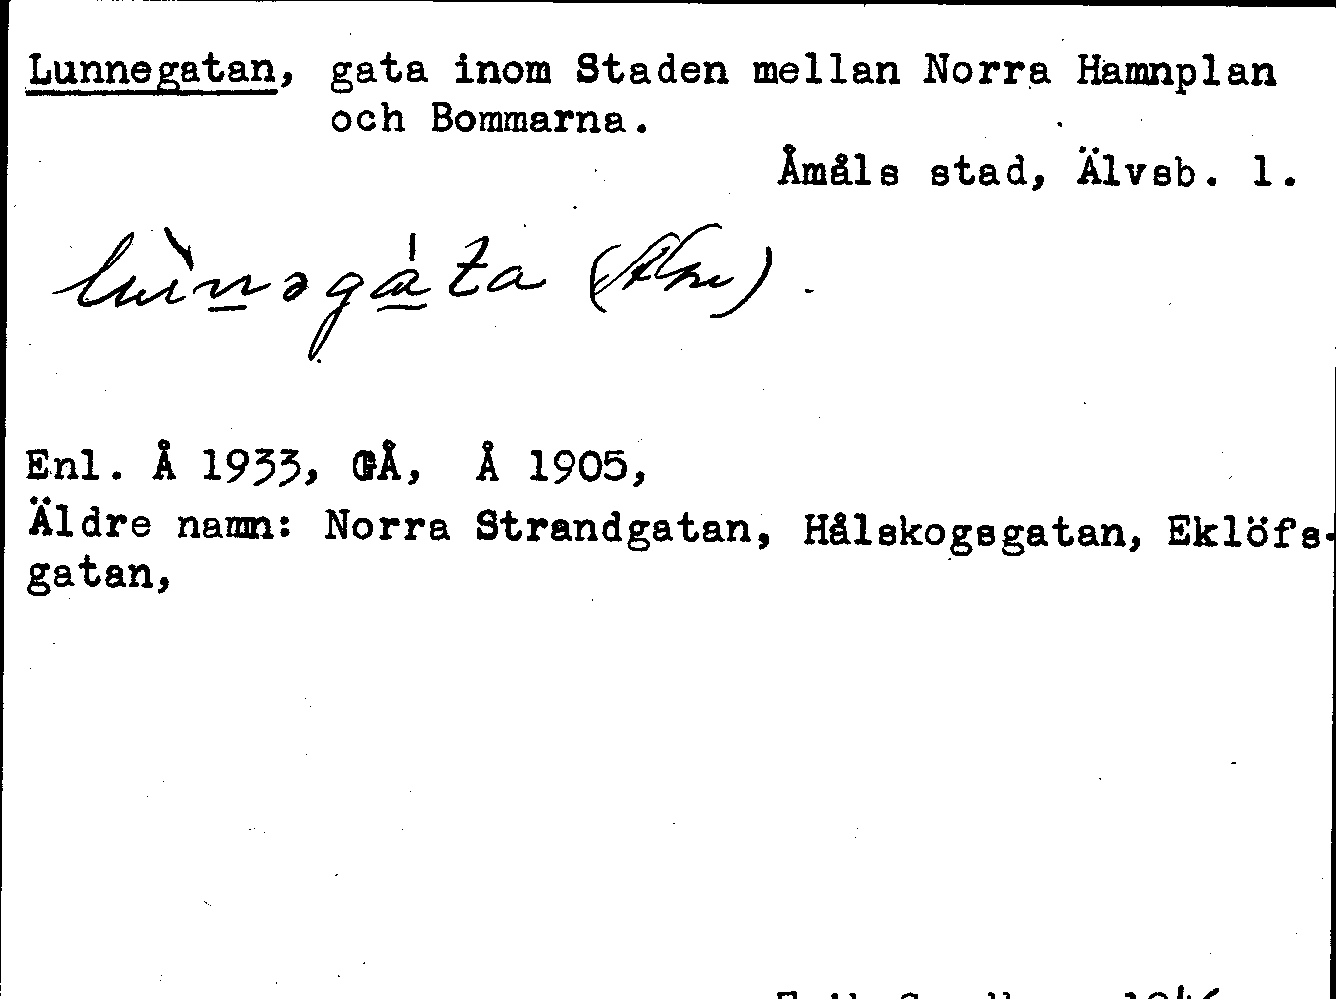 Lunnegatan, gata inom Staden mellan Norra Hamnplan
och Bommarna.
Åmåls stad, Älvsb. l.
lùnəgáta
Enl. Å 1933, GÅ, Å 1905,
Äldre namn: Norra Strandgatan, Hålskogsgatan, Eklöfs-
gatan,